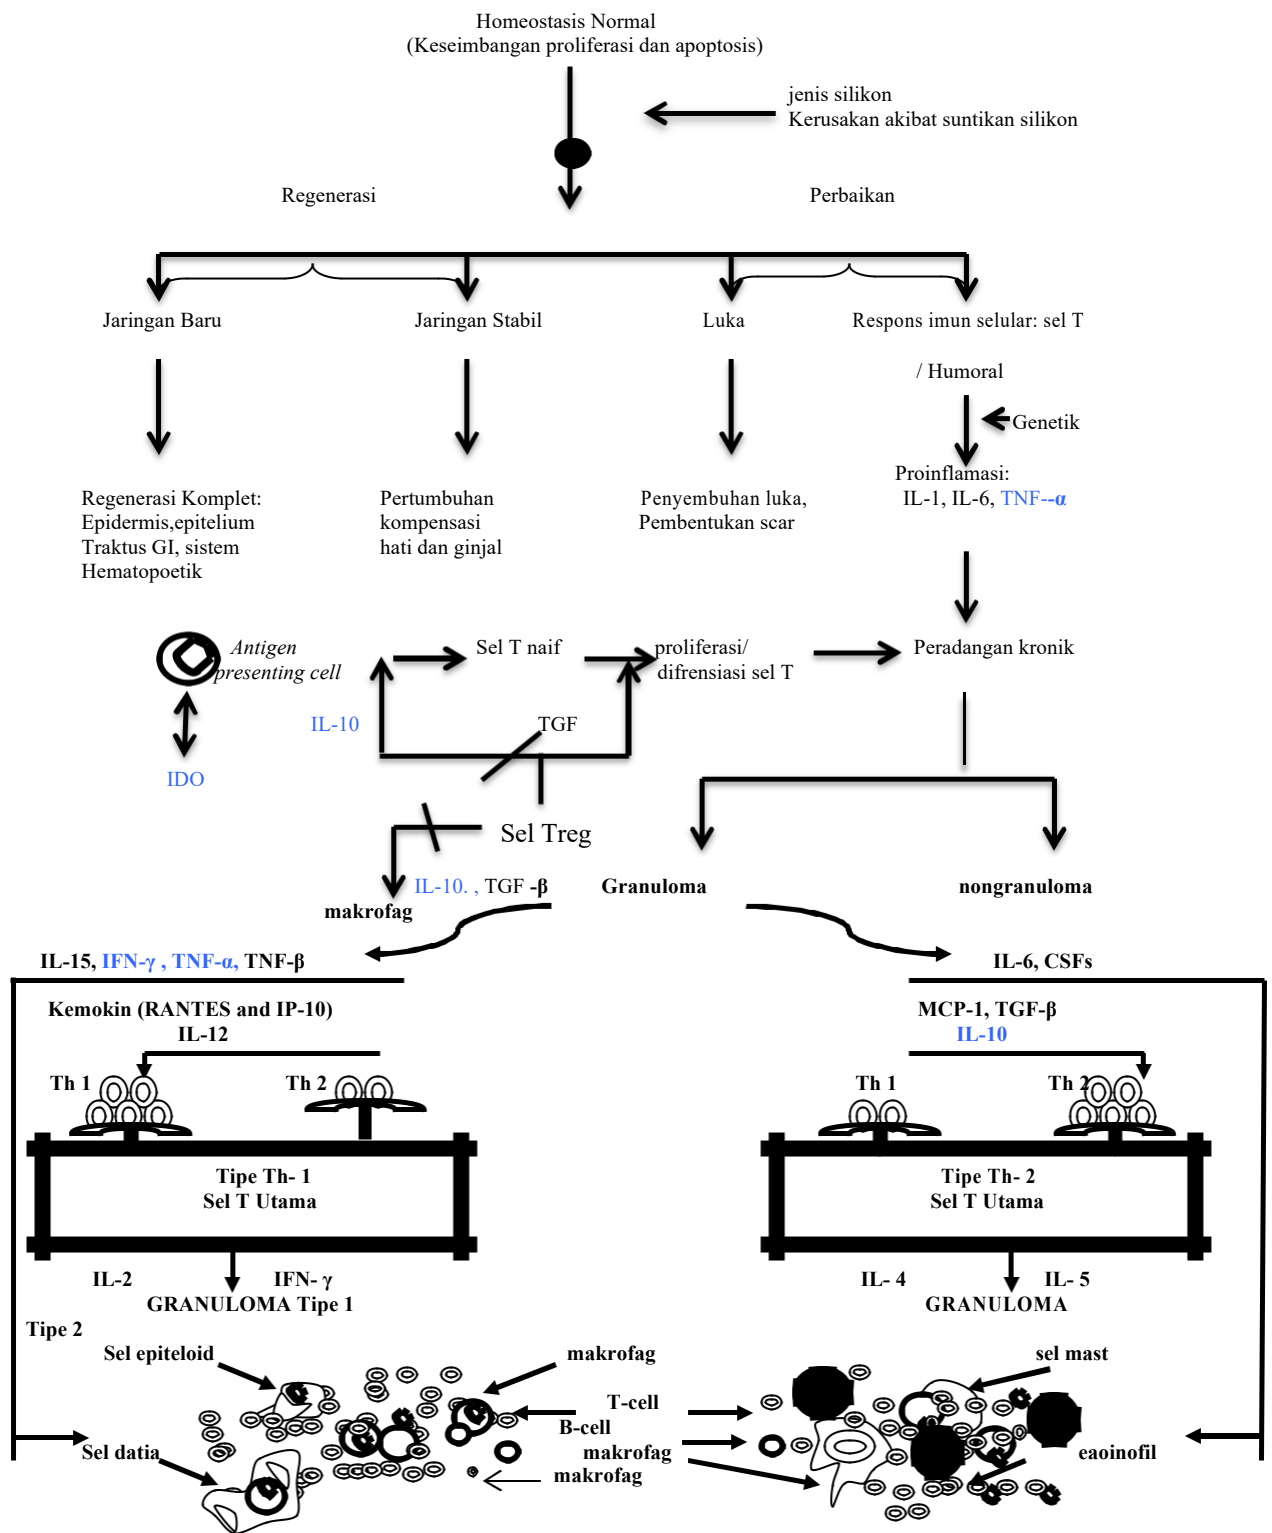 Homeostasis Normal
(Keseimbangan proliferasi dan apoptosis)
jenis silikon
Kerusakan akibat suntikan silikon
Regenerasi
Perbaikan
Jaringan Baru
Jaringan Stabil
Luka
Respons imun selular: sel T
/ Humoral
Genetik
Regenerasi Komplet:
Epidermis,epitelium
Traktus GI, sistem
Hematopoetik
Pertumbuhan
kompensasi
hati dan ginjal
Penyembuhan luka,
Pembentukan scar
Proinflamasi:
IL-1, IL-6, TNF--α
Antigen
presenting cell
Sel T naif
proliferasi/
difrensiasi sel T
Peradangan kronik
IL-10
TGF
IDO
Sel Treg
IL-10. , TGF -β
makrofag
Granuloma
nongranuloma
IL-15, IFN-γ , TNF-α, TNF-β
IL-6, CSFs
Kemokin (RANTES and IP-10)
IL-12
MCP-1, TGF-β
IL-10
Th 1
Th 2
Th 1
Th 2
Tipe Th- 1
Sel T Utama
Tipe Th- 2
Sel T Utama
IL-2
IFN- γ
GRANULOMA Tipe 1
IL- 4
IL- 5
GRANULOMA
Tipe 2
Sel epiteloid
makrofag
sel mast
T-cell
B-cell
makrofag
makrofag
Sel datia
eaoinofil